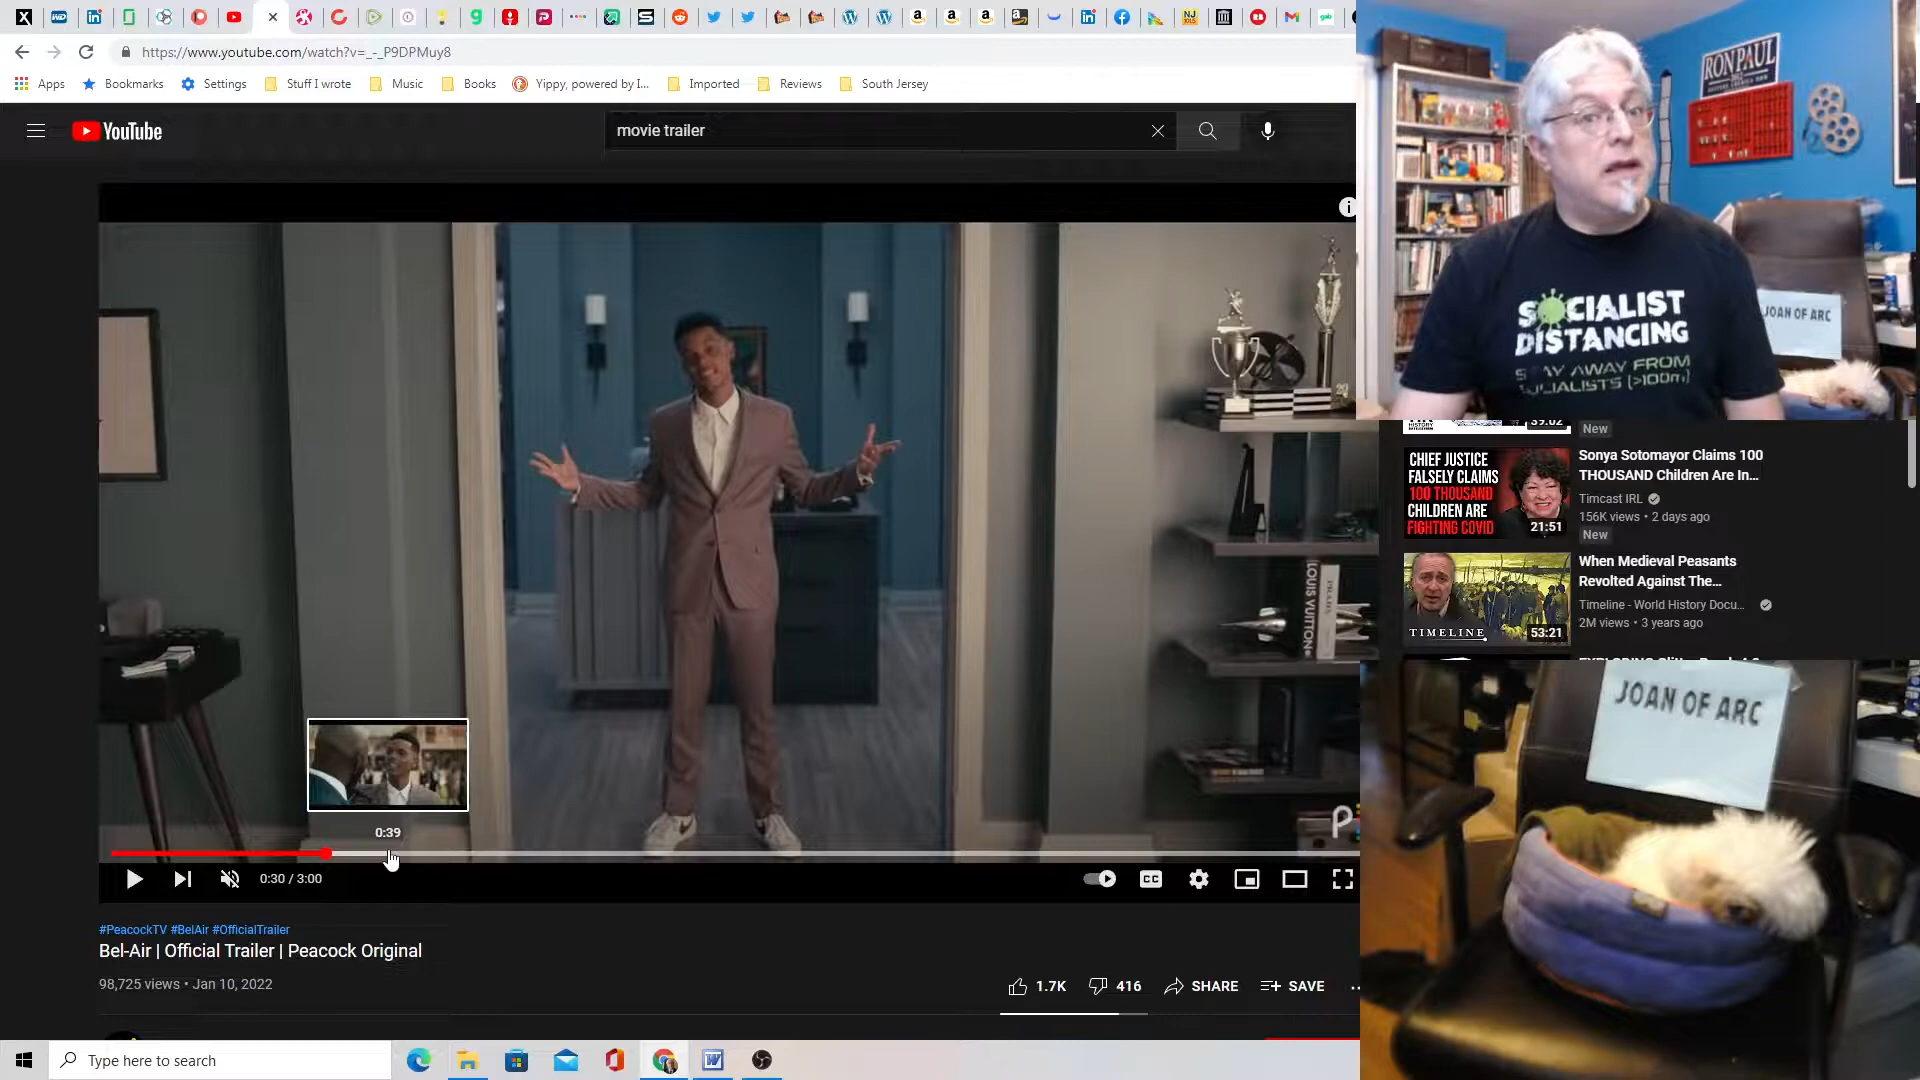 https://www.youtube.com/watch?v=_-_P9DPMuy8
Apps
Bookmarks
Settings
Stuff I wrote
Music
Books
Yippy, powered by I...
Imported
Reviews
South Jersey
YouTube
movie trailer
RON PAUL
JOAN OF ARC
SOCIALIST
DISTANCING
LOUIS VUITTON
39:02
New
CHIEF JUSTICE
FALSELY CLAIMS
100 THOUSAND
CHILDREN ARE
FIGHTING COVID
21:51
Sonya Sotomayor Claims 100
THOUSAND Children Are In...
Timcast IRL
156K views • 2 days ago
New
TIMELINE
53:21
When Medieval Peasants
Revolted Against The...
Timeline - World History Docu...
2M views • 3 years ago
JOAN OF ARC
0:39
0:30 / 3:00
CC
#PeacockTV #BelAir #OfficialTrailer
Bel-Air | Official Trailer | Peacock Original
98,725 views • Jan 10, 2022
1.7K
416
SHARE
SAVE
Type here to search